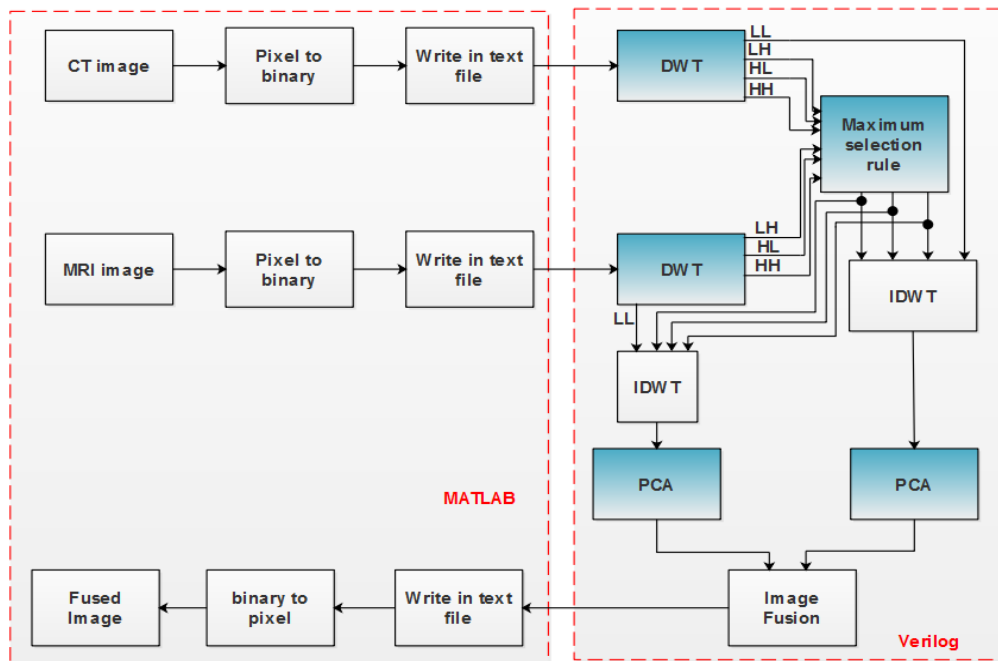 CT image
Pixel to
binary
Write in text
file
DWT
LL
LH
HL
HH
Maximum
selection
rule
MRI image
Pixel to
binary
Write in text
file
DWT
LH
HL
HH
LL
IDWT
IDWT
PCA
PCA
MATLAB
Fused
Image
binary to
pixel
Write in text
file
Image
Fusion
Verilog